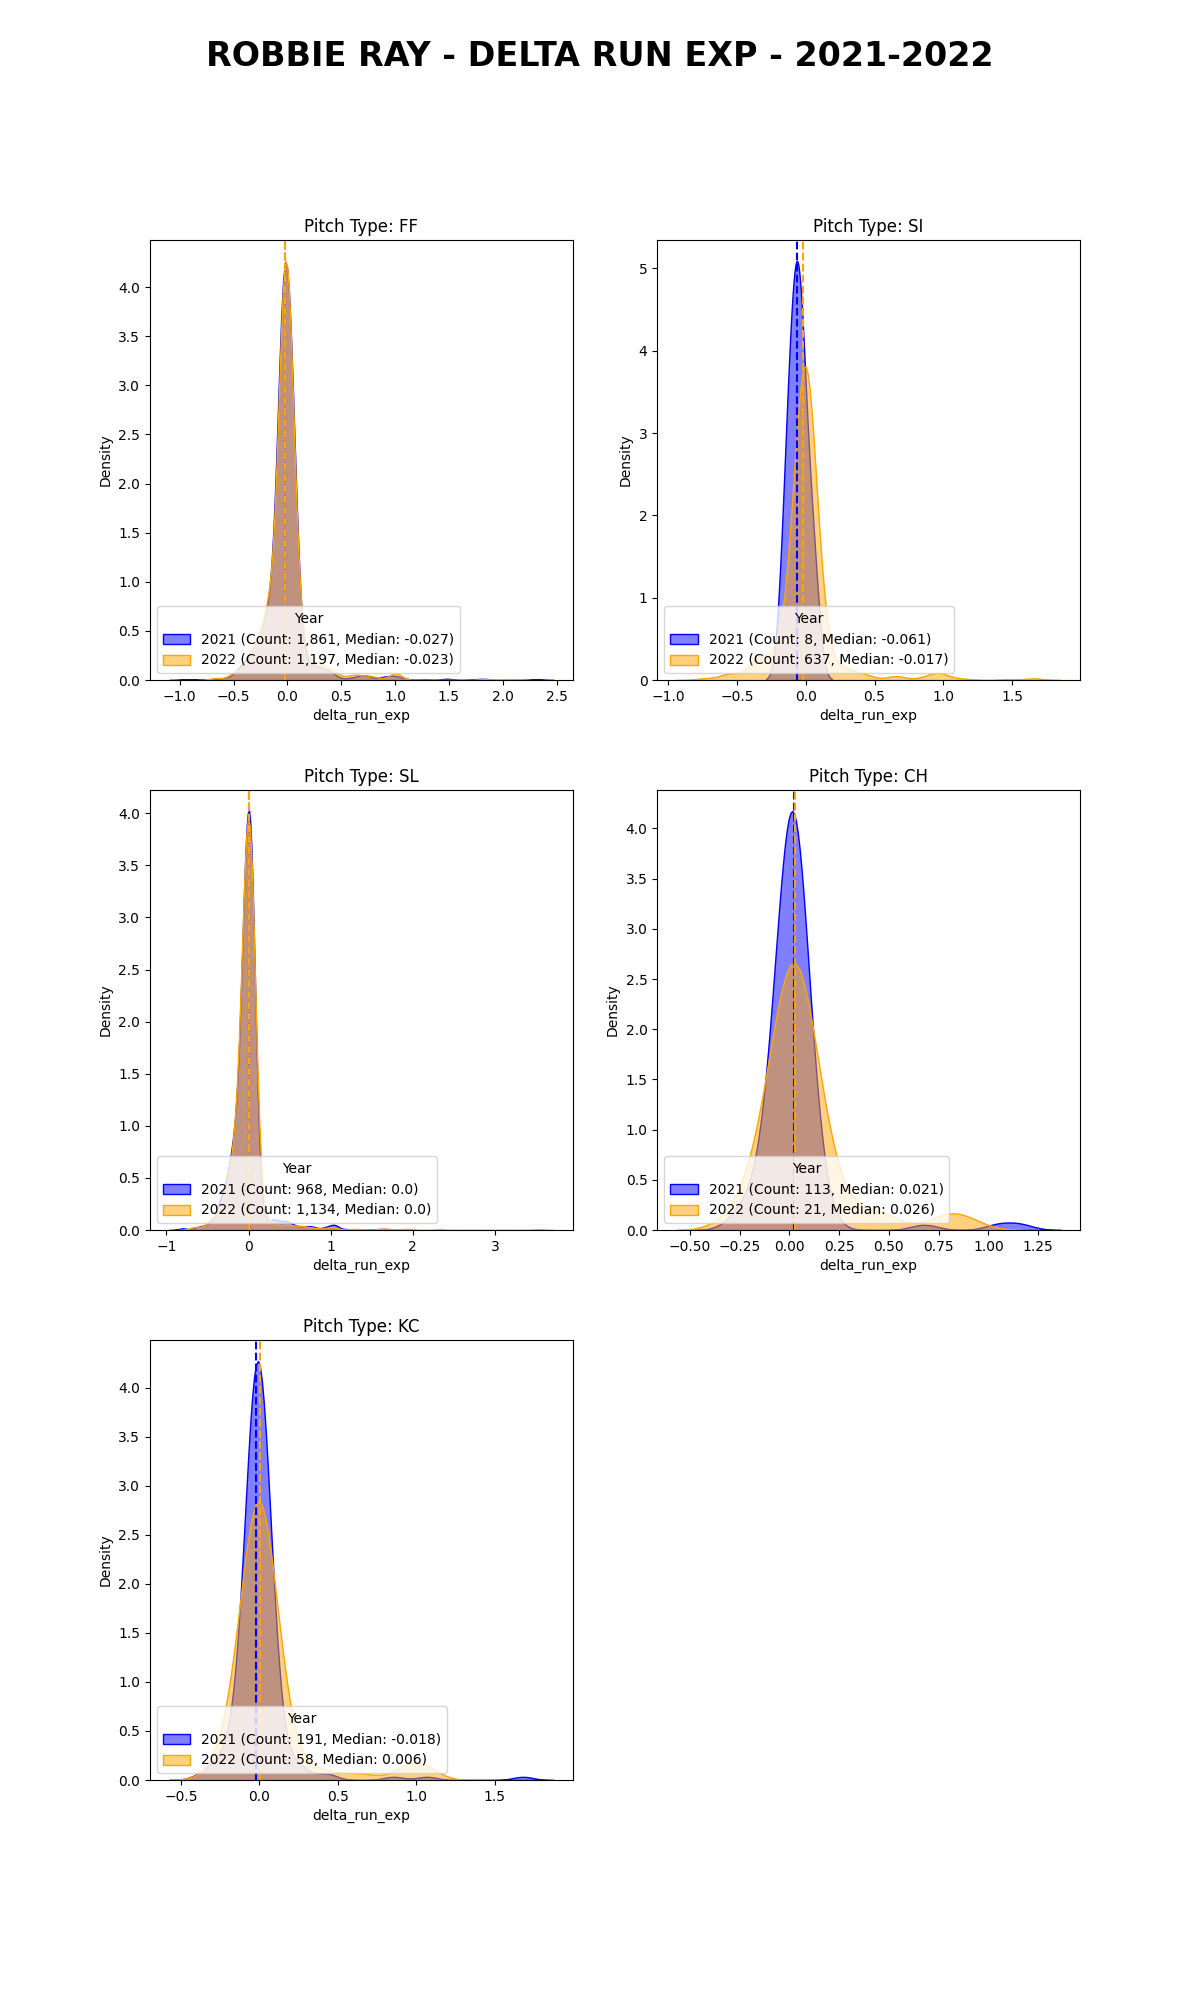 ROBBIE RAY - DELTA RUN EXP - 2021-2022
Pitch Type: FF
4.0
3.5
3.0
2.5
2.0
1.5
1.0
0.5
0.0
Density
Year
2021 (Count: 1,861, Median: -0.027)
2022 (Count: 1,197, Median: -0.023)
−1.0 −0.5 0.0 0.5 1.0 1.5 2.0 2.5
delta_run_exp
Pitch Type: SI
5
4
3
2
1
0
Density
Year
2021 (Count: 8, Median: -0.061)
2022 (Count: 637, Median: -0.017)
−1.0 −0.5 0.0 0.5 1.0 1.5
delta_run_exp
Pitch Type: SL
4.0
3.5
3.0
2.5
2.0
1.5
1.0
0.5
0.0
Density
Year
2021 (Count: 968, Median: 0.0)
2022 (Count: 1,134, Median: 0.0)
−1 0 1 2 3
delta_run_exp
Pitch Type: CH
4.0
3.5
3.0
2.5
2.0
1.5
1.0
0.5
0.0
Density
Year
2021 (Count: 113, Median: 0.021)
2022 (Count: 21, Median: 0.026)
−0.50 −0.25 0.00 0.25 0.50 0.75 1.00 1.25
delta_run_exp
Pitch Type: KC
4.0
3.5
3.0
2.5
2.0
1.5
1.0
0.5
0.0
Density
Year
2021 (Count: 191, Median: -0.018)
2022 (Count: 58, Median: 0.006)
−0.5 0.0 0.5 1.0 1.5
delta_run_exp